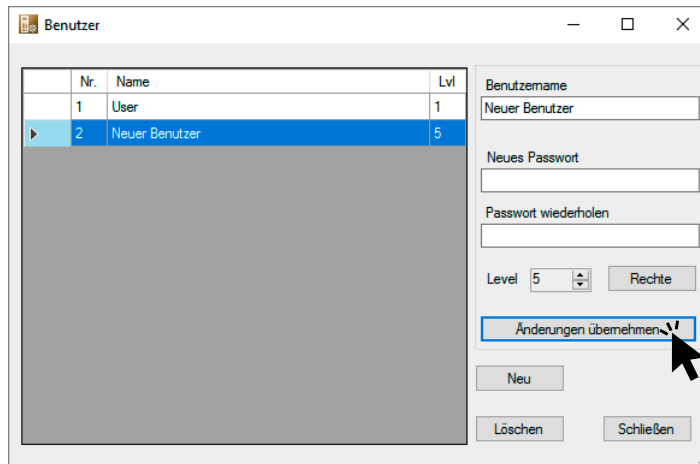 Benutzer
Nr. Name Lvl
1 User 1
2 Neuer Benutzer 5
Benutzername
Neuer Benutzer
Neues Passwort
Passwort wiederholen
Level 5 Rechte
Änderungen übernehmen
Neu
Löschen Schließen